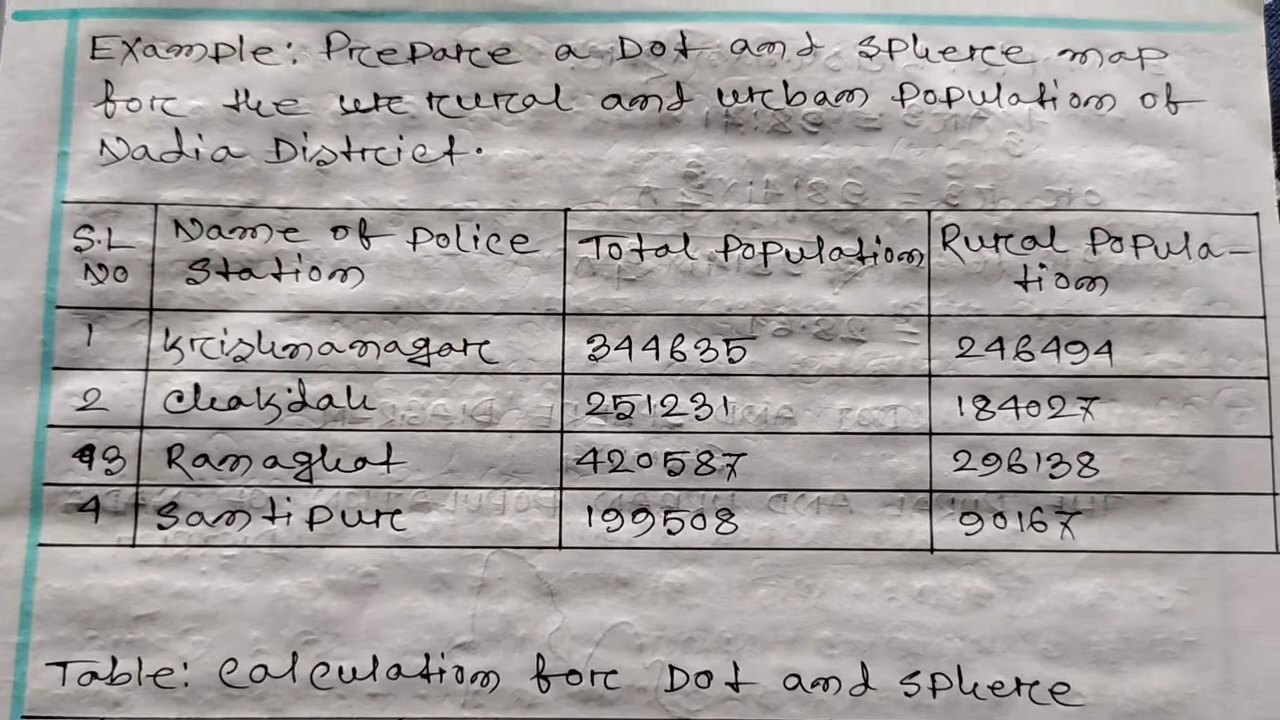 Example: Prepare a Dot and Sphere map
for the rural and urban population of
Nadia District.
S.L No | Name of Police Station | Total Population | Rural Popula-tion
1 | Krishnanagar | 344635 | 246494
2 | Chakdah | 251231 | 184027
3 | Ranaghat | 420587 | 296138
4 | Santipur | 199508 | 90167
Table: Calculation for Dot and Sphere